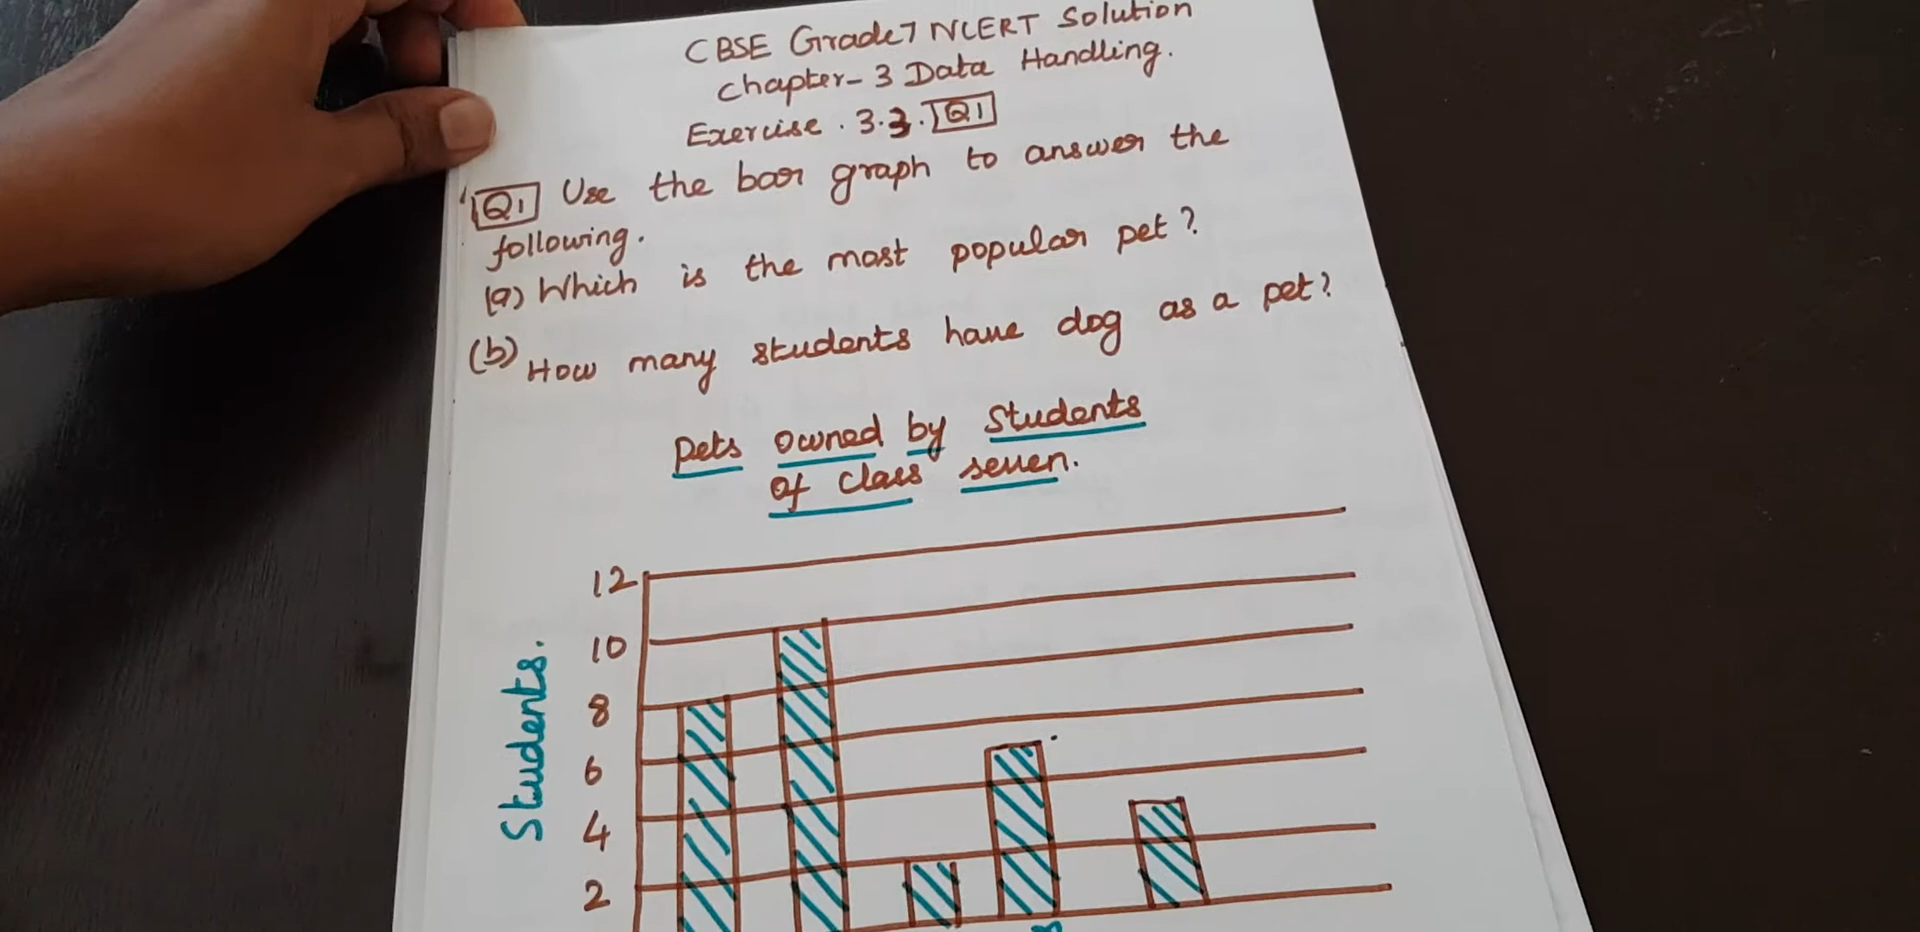 CBSE Grade 7 NCERT Solution
Chapter - 3 Data Handling.
Exercise . 3.3. Q1
Q1 Use the bar graph to answer the
following.
(a) Which is the most popular pet?
(b) How many students have dog as a pet?
Pets owned by Students
of class seven.
12
10
8
6
4
2
Students.